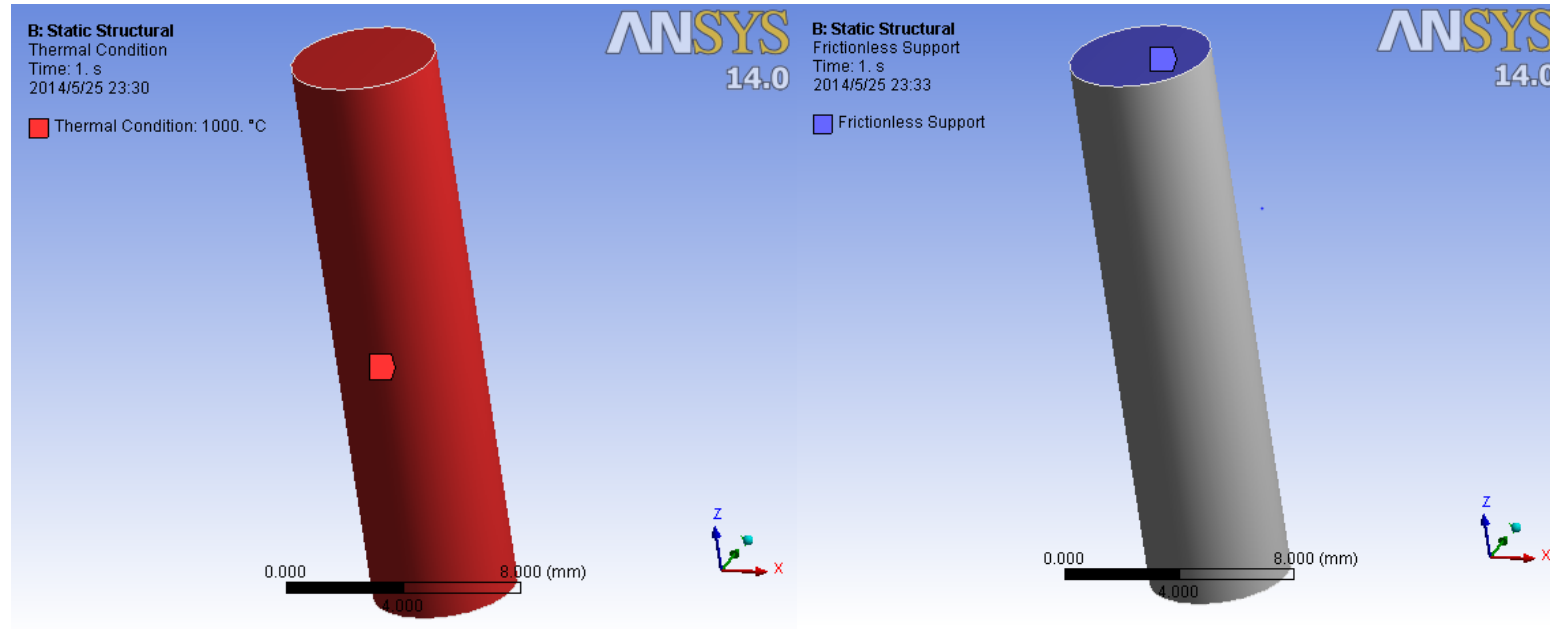 B: Static Structural
Thermal Condition
Time: 1. s
2014/5/25 23:30
Thermal Condition: 1000. °C
ANSYS
14.0
0.000
8.000 (mm)
4.000
Z
X
B: Static Structural
Frictionless Support
Time: 1. s
2014/5/25 23:33
Frictionless Support
ANSYS
14.0
0.000
8.000 (mm)
4.000
Z
X